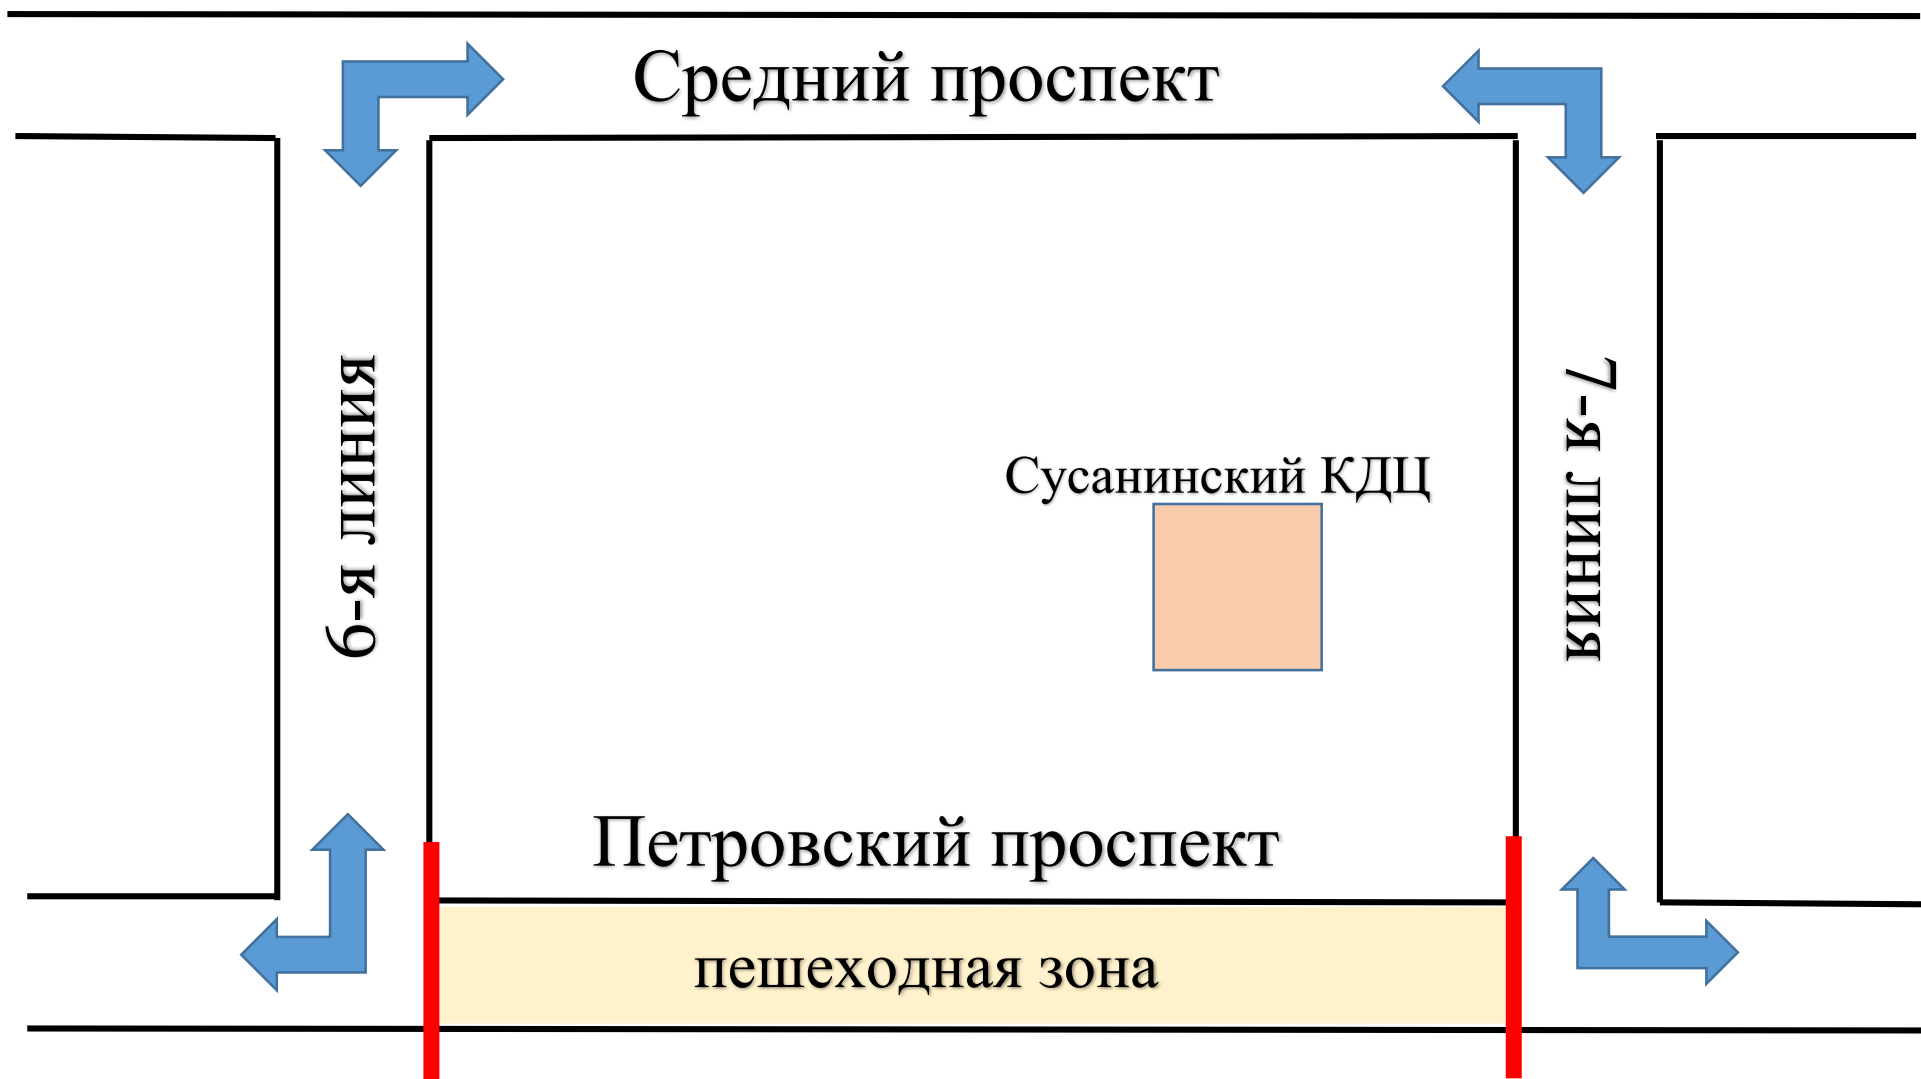 Средний проспект
6-я линия
7-я линия
Сусанинский КДЦ
Петровский проспект
пешеходная зона